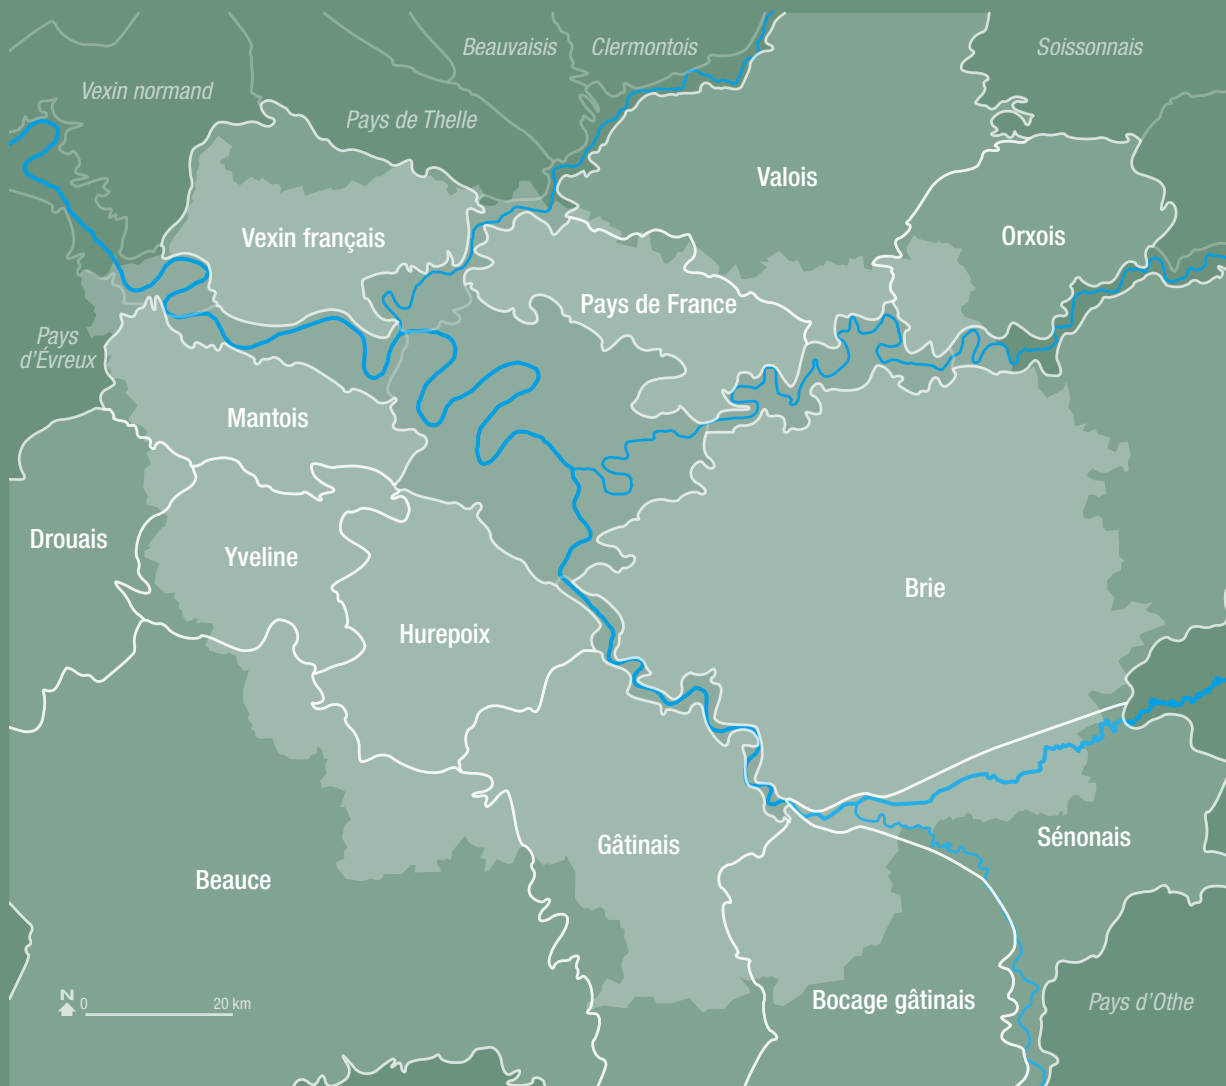 Beauvaisis
Clermontois
Soissonnais
Vexin normand
Pays de Thelle
Valois
Vexin français
Orxois
Pays de France
Pays
d'Évreux
Mantois
Drouais
Yveline
Brie
Hurepoix
Gâtinais
Sénonais
Beauce
Bocage gâtinais
Pays d'Othe
N
0
20 km